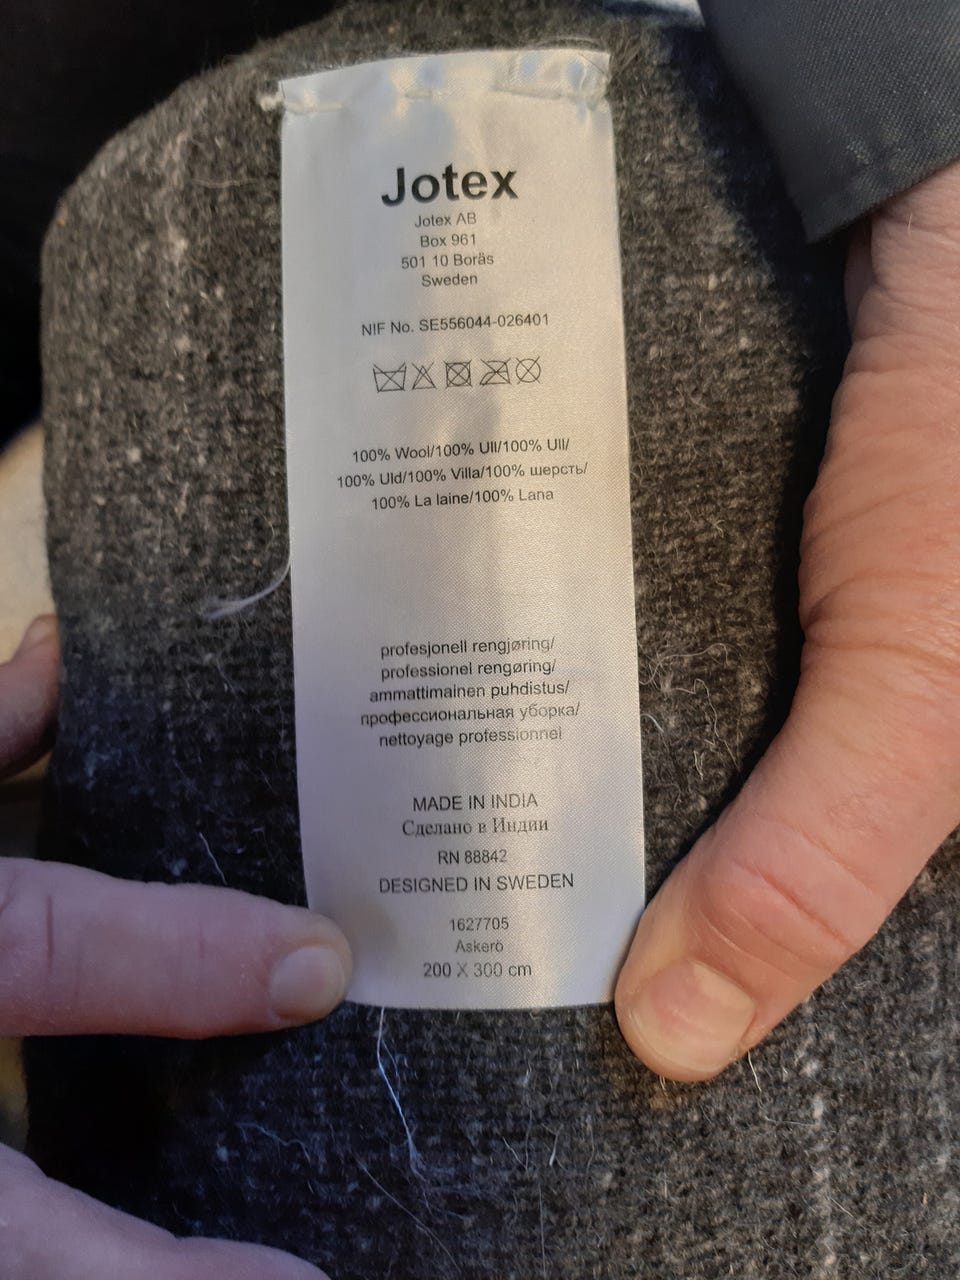 Jotex
Jotex AB
Box 961
501 10 Borås
Sweden
NIF No. SE556044-026401
100% Wool/100% Ull/100% Ull/
100% Uld/100% Villa/100% шерсть/
100% La laine/100% Lana
profesjonell rengjøring/
professionel rengøring/
ammattimainen puhdistus/
профессиональная уборка/
nettoyage professionnel
MADE IN INDIA
Сделано в Индии
RN 88842
DESIGNED IN SWEDEN
1627705
Askerö
200 X 300 cm